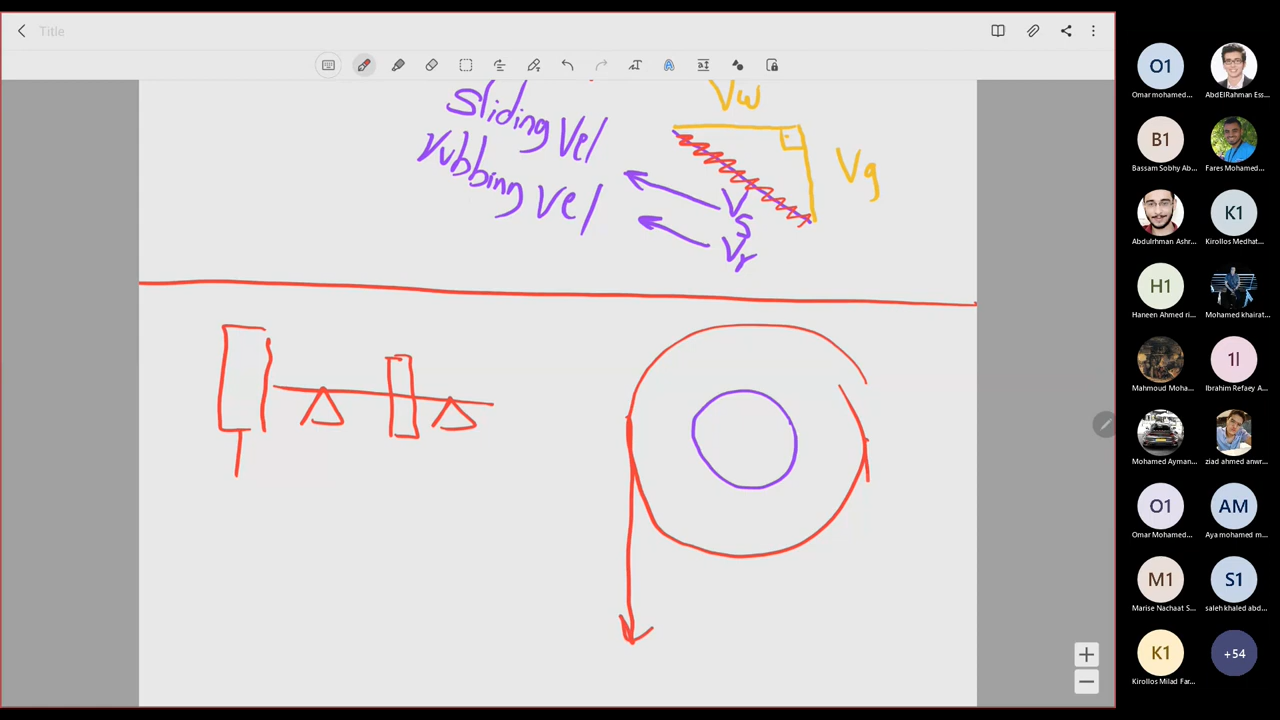 Title
Sliding Vel
Rubbing Vel
Vw
Vg
Vs
Vr
O1
Omar mohamed...
AbdElRahman Ess...
B1
Bassam Sobhy Ab...
Fares Mohamed...
Abdulrhman Ashr...
K1
Kirollos Medhat...
H1
Haneen Ahmed ri...
Mohamed khairat...
Mahmoud Moha...
1I
Ibrahim Refaey A...
Mohamed Ayman...
ziad ahmed anwr...
O1
Omar Mohamed...
AM
Aya mohamed m...
M1
Marise Nachaat S...
S1
saleh khaled abd...
K1
Kirollos Milad Far...
+54